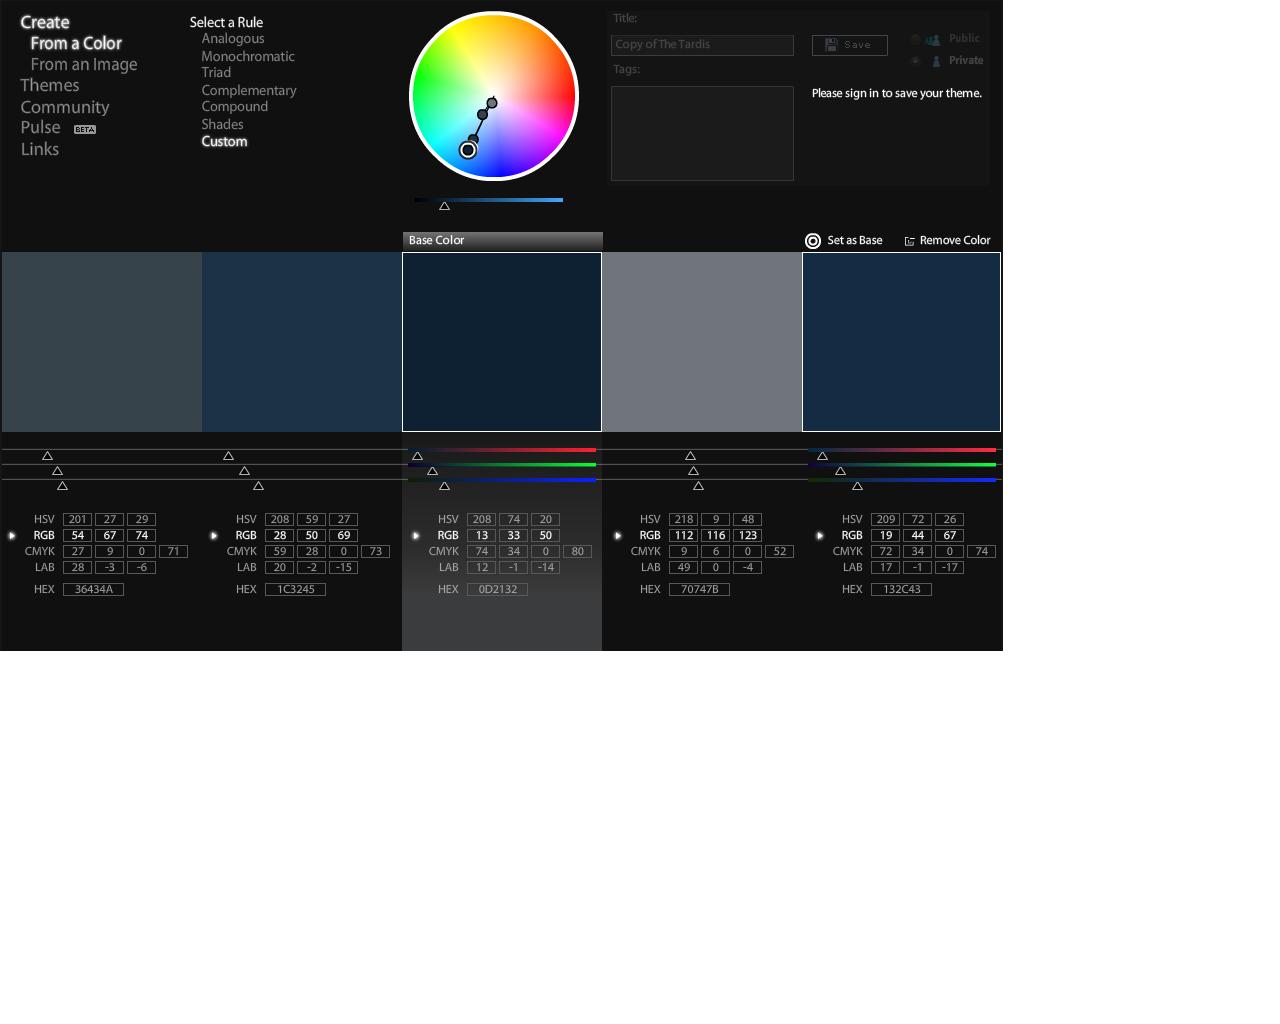 Create
From a Color
From an Image
Themes
Community
Pulse BETA
Links
Select a Rule
Analogous
Monochromatic
Triad
Complementary
Compound
Shades
Custom
Title:
Copy of The Tardis
Save
Public
Private
Tags:
Please sign in to save your theme.
Base Color
Set as Base Remove Color
HSV 201 27 29
RGB 54 67 74
CMYK 27 9 0 71
LAB 28 -3 -6
HEX 36434A
HSV 208 59 27
RGB 28 50 69
CMYK 59 28 0 73
LAB 20 -2 -15
HEX 1C3245
HSV 208 74 20
RGB 13 33 50
CMYK 74 34 0 80
LAB 12 -1 -14
HEX 0D2132
HSV 218 9 48
RGB 112 116 123
CMYK 9 6 0 52
LAB 49 0 -4
HEX 70747B
HSV 209 72 26
RGB 19 44 67
CMYK 72 34 0 74
LAB 17 -1 -17
HEX 132C43